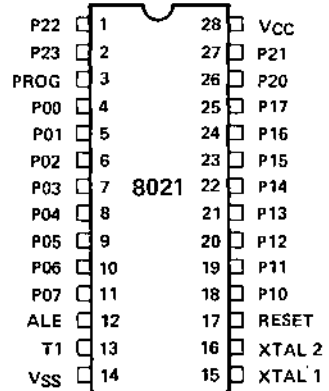 P22 1 28 VCC
P23 2 27 P21
PROG 3 26 P20
P00 4 25 P17
P01 5 24 P16
P02 6 23 P15
P03 7 8021 22 P14
P04 8 21 P13
P05 9 20 P12
P06 10 19 P11
P07 11 18 P10
ALE 12 17 RESET
T1 13 16 XTAL 2
VSS 14 15 XTAL 1